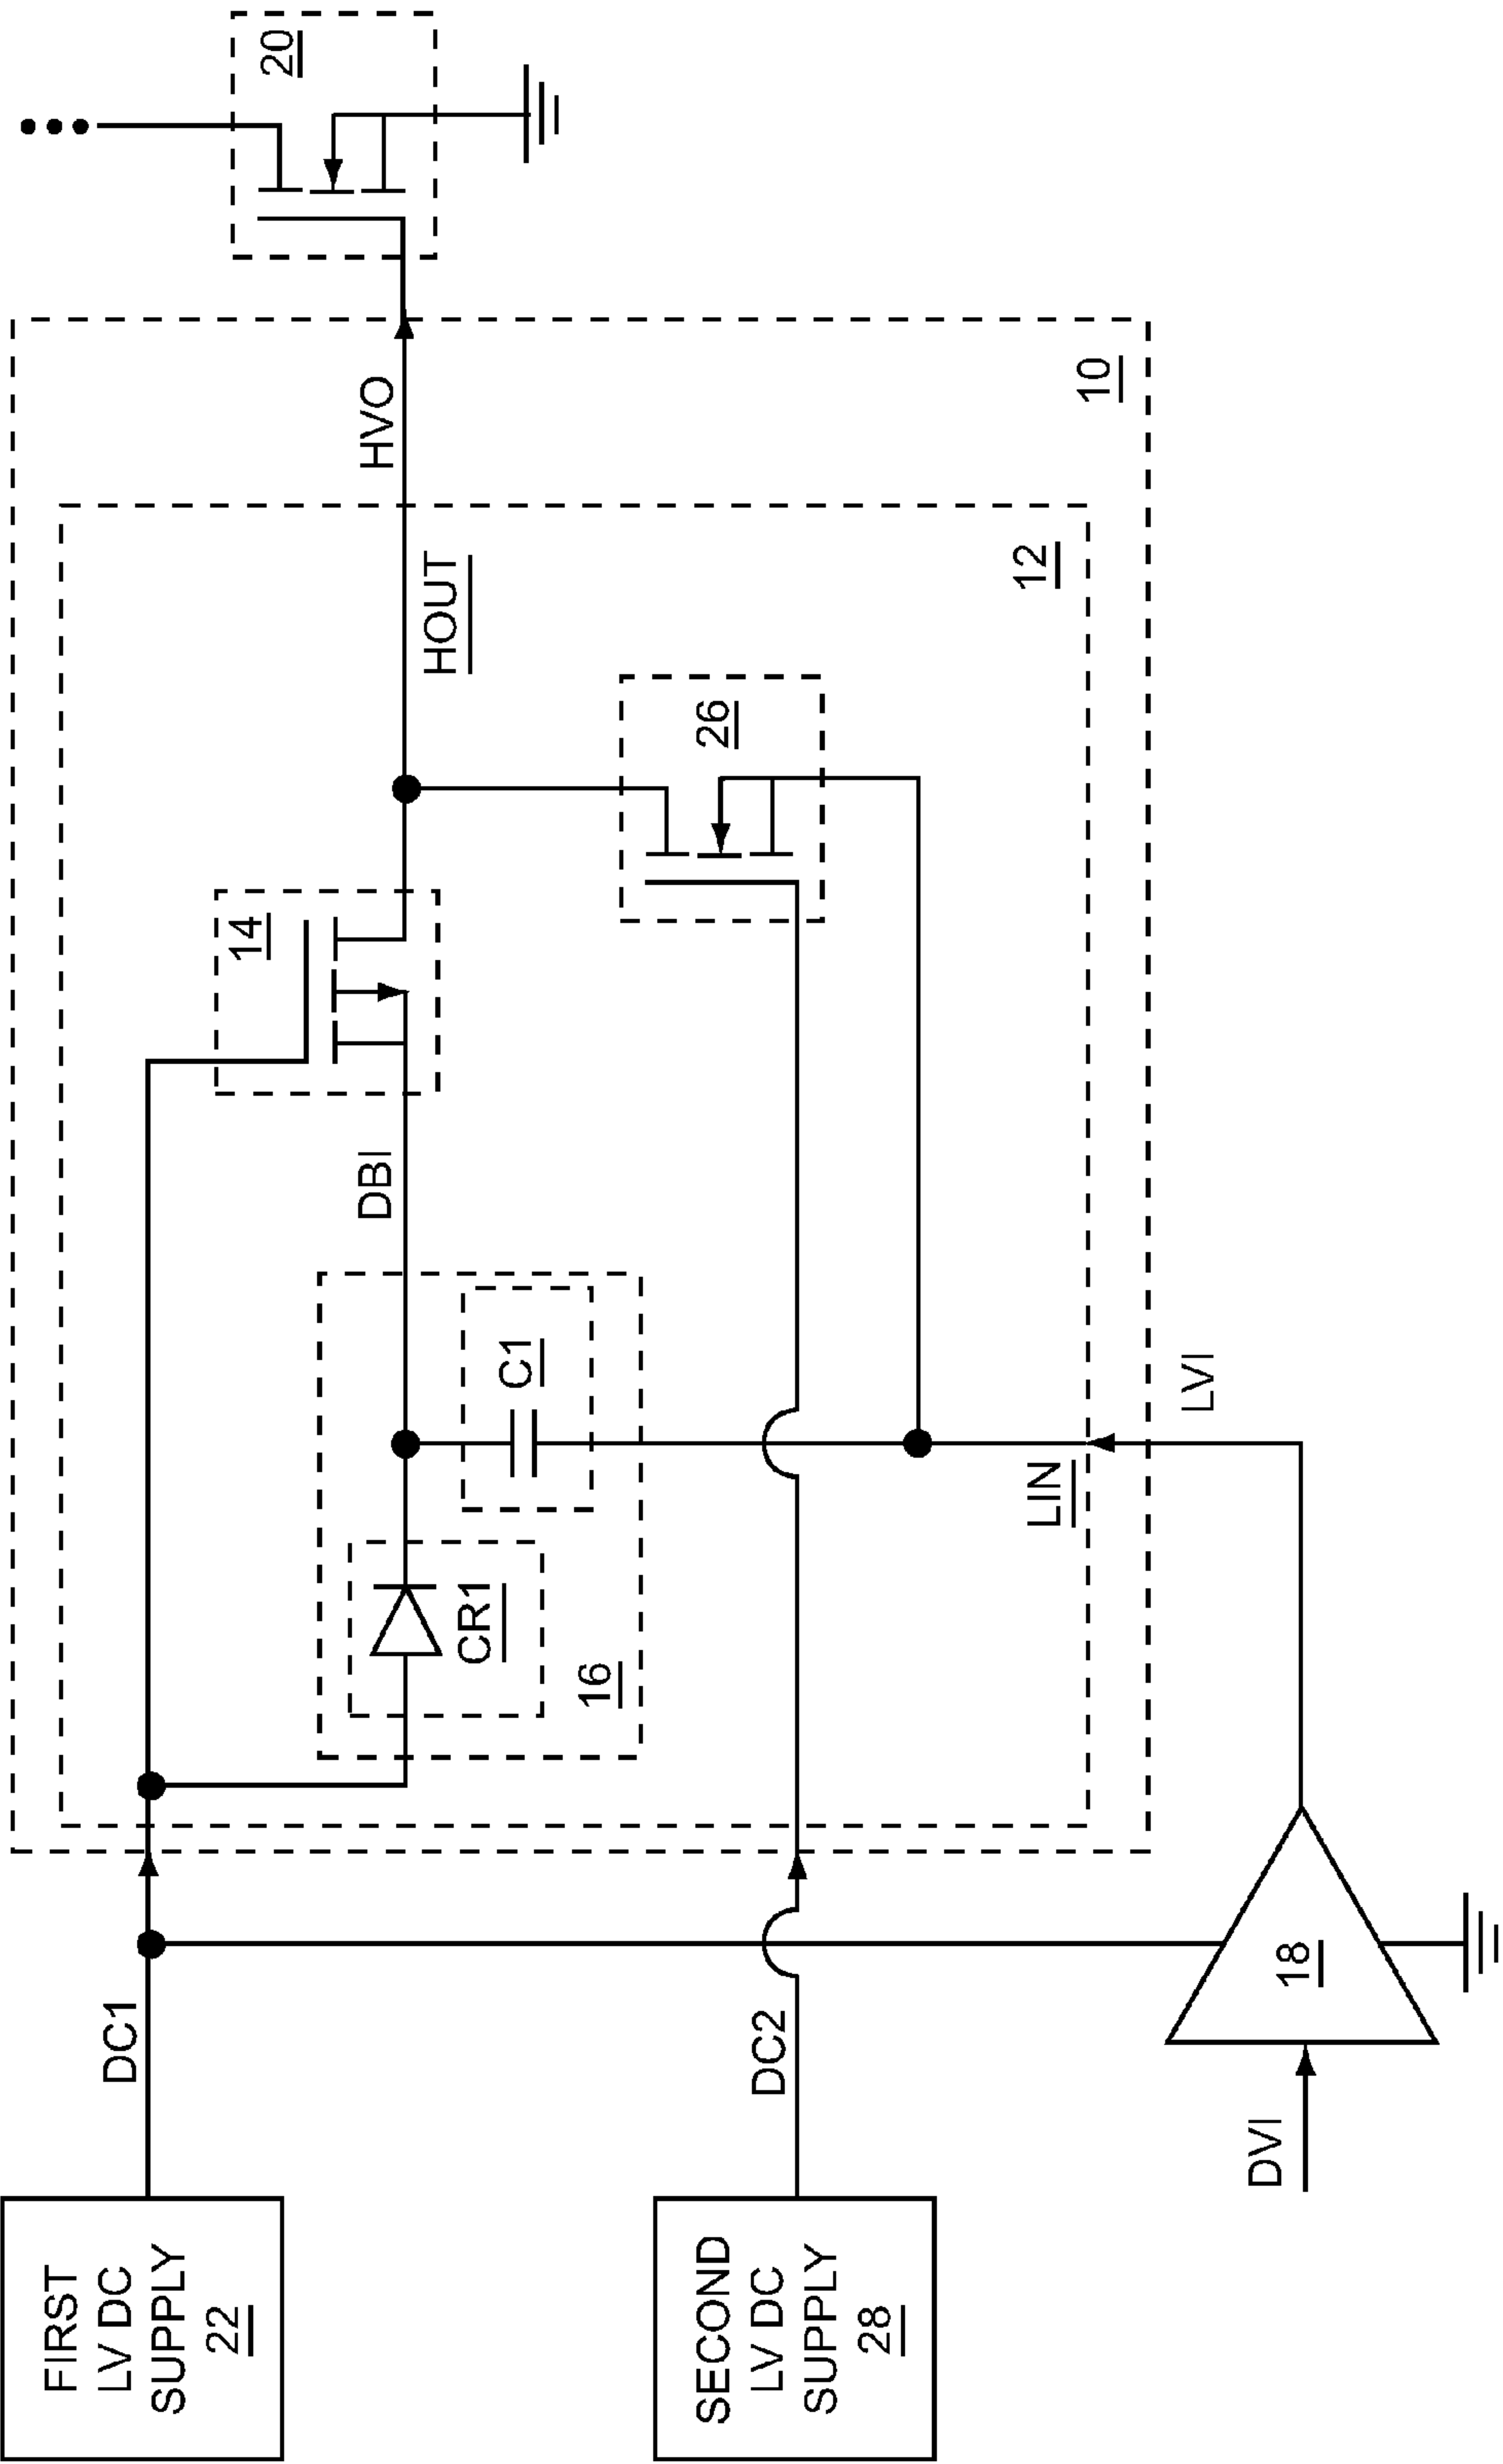 FIRST
LV DC
SUPPLY
22
DC1
14
20
DBI
HVO
CR1
C1
16
HOUT
26
SECOND
LV DC
SUPPLY
28
DC2
LIN
12
10
LVI
DVI
18